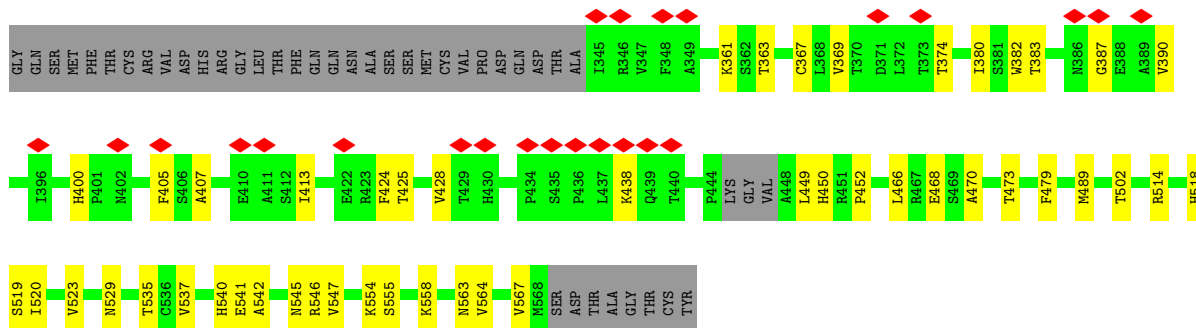 GLY GLN SER MET PHE THR CYS ARG VAL ASP HIS ARG GLY LEU THR PHE GLN GLN ASN ALA SER SER MET CYS VAL PRO ASP GLN ASP THR ALA I345 R346 V347 F348 A349 K361 S362 T363 C367 L368 V369 T370 D371 L372 T373 T374 I380 S381 W382 T383 N386 G387 E388 A389 V390
I396 H400 P401 N402 F405 S406 A407 E410 A411 S412 I413 E422 R423 F424 T425 V428 T429 H430 P434 S435 P436 L437 K438 Q439 T440 P444 LYS GLY VAL A448 L449 H450 R451 P452 L466 R467 E468 S469 A470 T473 F479 M489 T502 R514 H518
S519 I520 V523 N529 T535 C536 V537 H540 E541 A542 N545 R546 V547 K554 S555 K558 N563 V564 V567 M568 SER ASP THR ALA GLY THR CYS TYR